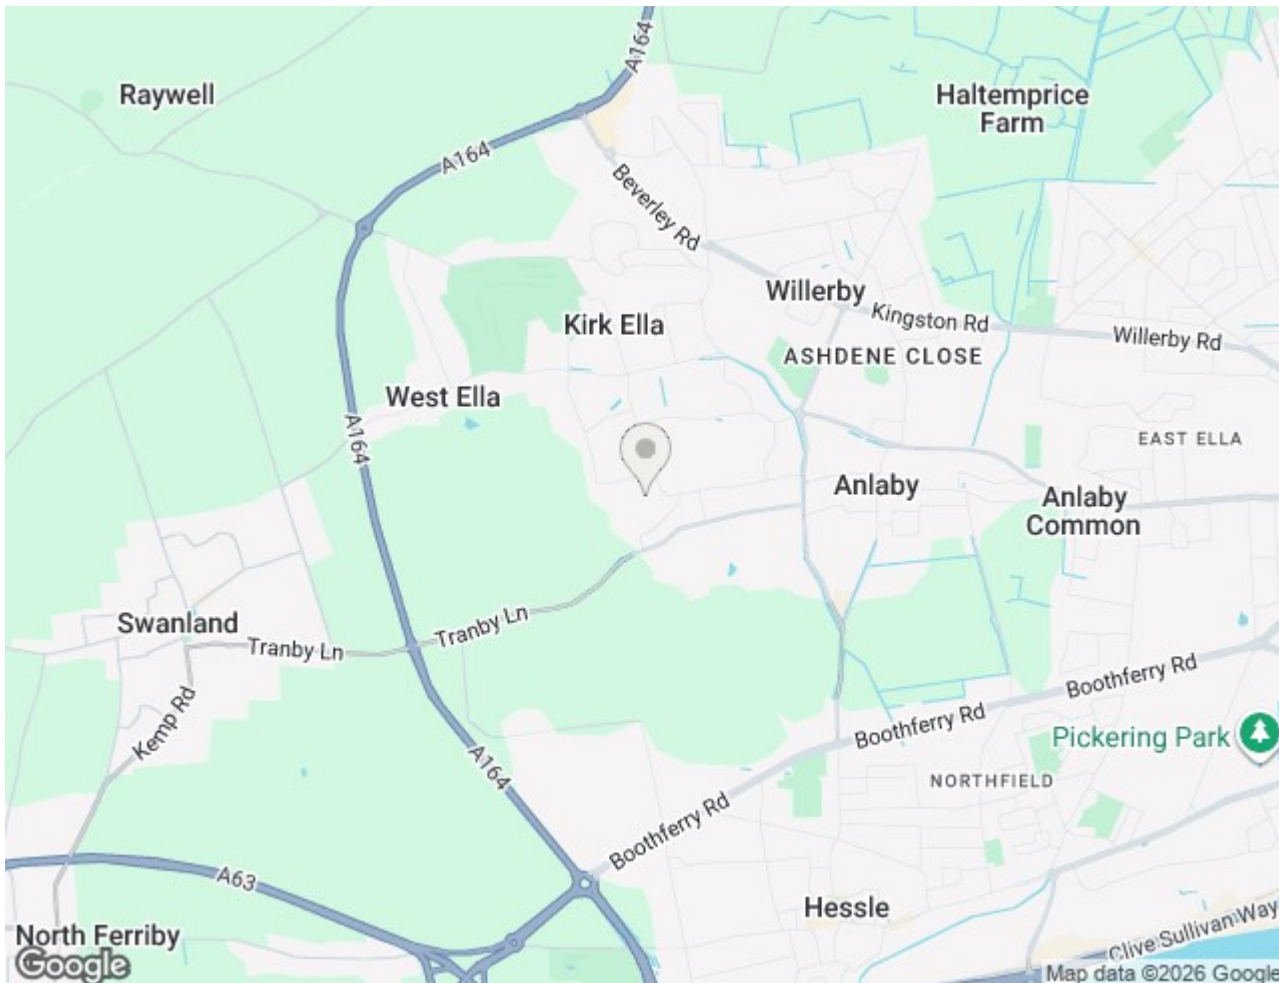 A164
Raywell
Haltemprice
Farm
A164
Beverley Rd
Willerby
Kingston Rd
Kirk Ella
Willerby Rd
ASHDENE CLOSE
West Ella
A164
EAST ELLA
Anlaby
Anlaby
Common
Swanland
Tranby Ln
Tranby Ln
Boothferry Rd
Kemp Rd
Boothferry Rd
Pickering Park
A164
NORTHFIELD
Boothferry Rd
A63
Hessle
Clive Sullivan Way
North Ferriby
Google
Map data ©2026 Google